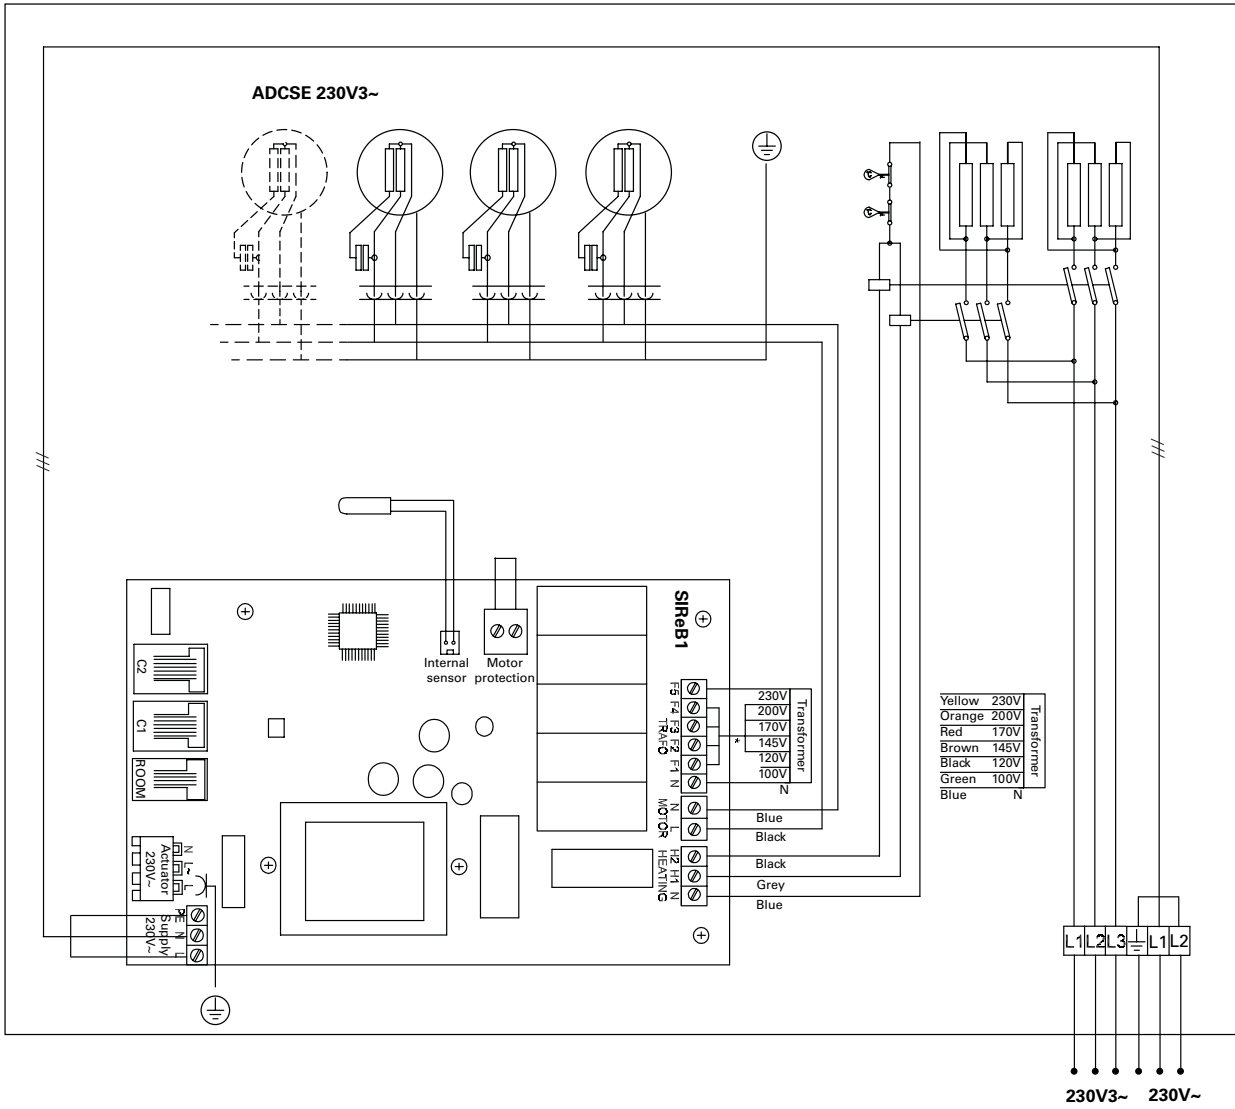 ADCSE 230V3~
SIReB1
Internal sensor
Motor protection
C2
C1
ROOM
Actuator 230V~
N
L~
L
PE
N
L
Supply 230V~
F5
F4
F3
F2
F1
N
TRAFO
N
L
MOTOR
H2
H1
N
HEATING
230V
200V
170V
145V
120V
100V
N
*
Transformer
Blue
Black
Black
Grey
Blue
Yellow 230V
Orange 200V
Red 170V
Brown 145V
Black 120V
Green 100V
Blue N
Transformer
L1 L2 L3 L1 L2
230V3~ 230V~